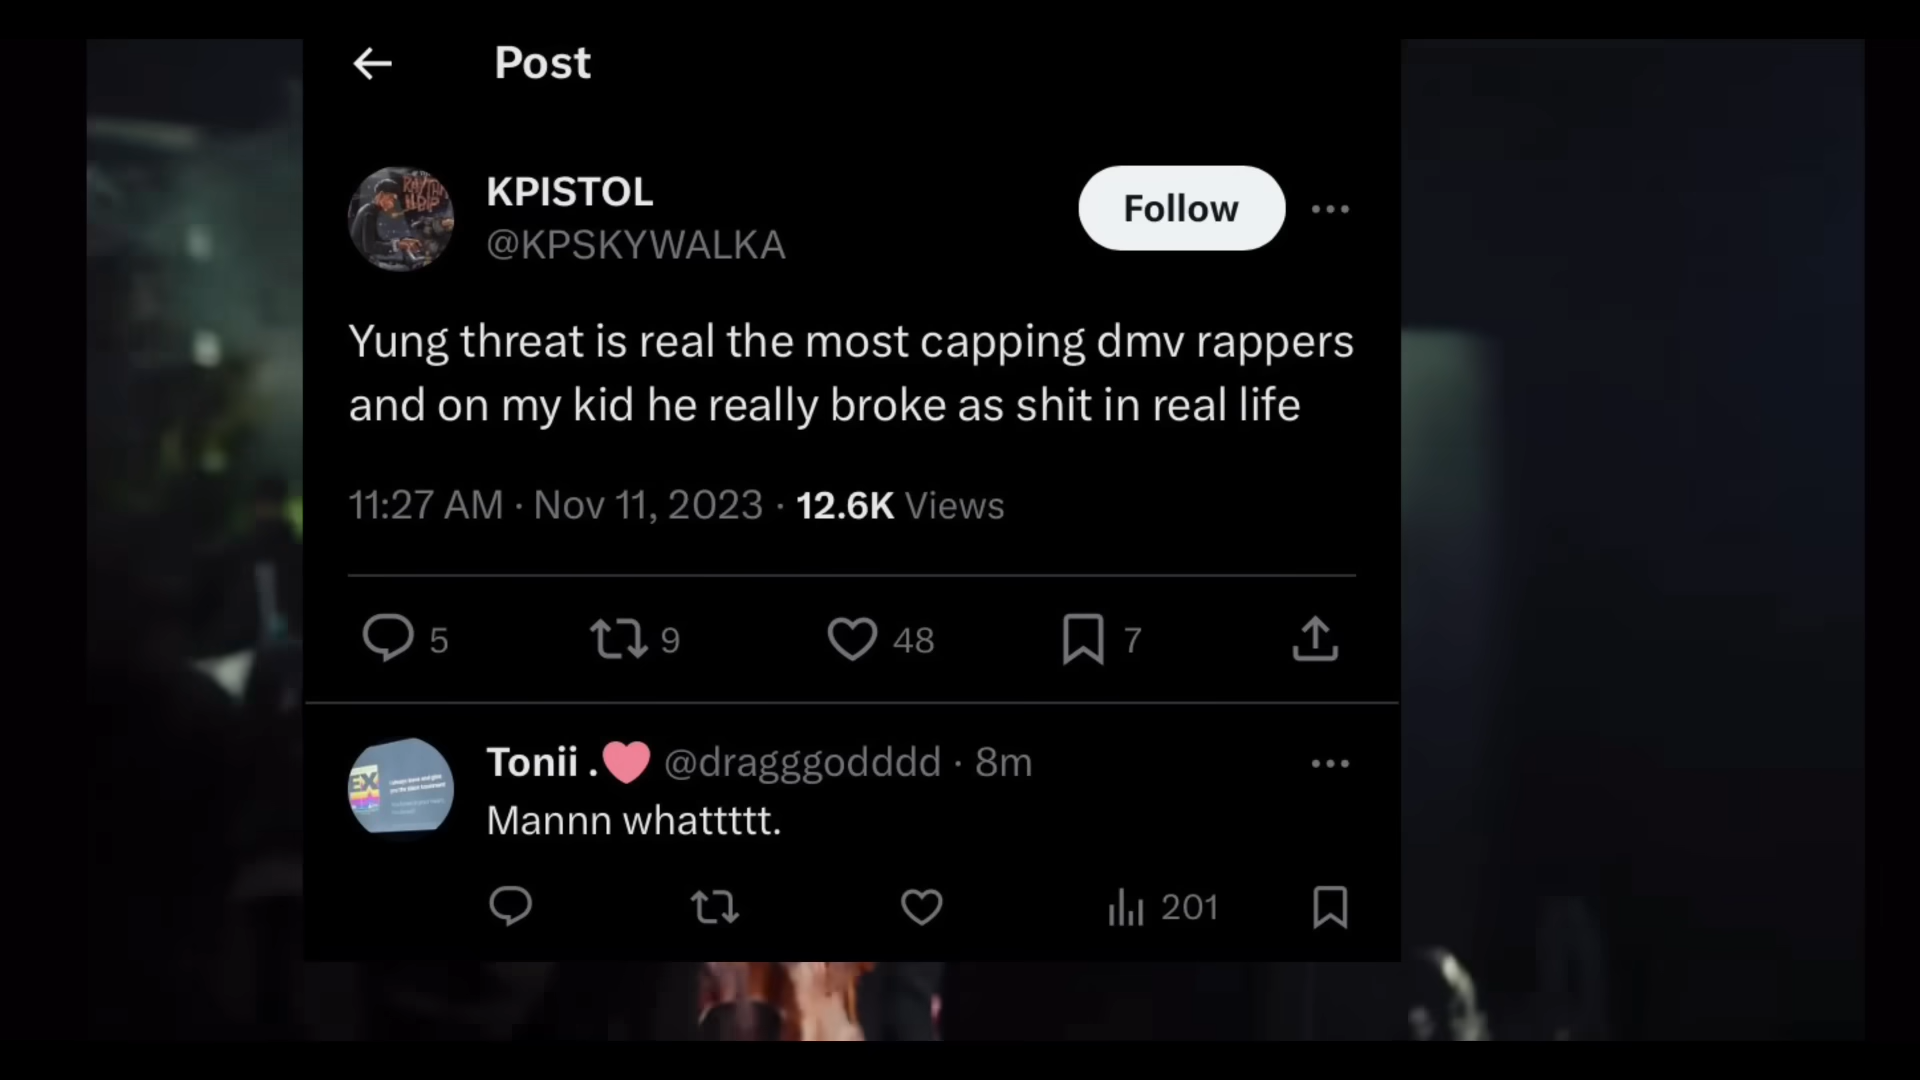 Post
KPISTOL
@KPSKYWALKA
Follow
Yung threat is real the most capping dmv rappers
and on my kid he really broke as shit in real life
11:27 AM · Nov 11, 2023 · 12.6K Views
5 9 48 7
Tonii .🩷 @dragggodddd · 8m
Mannn whattttt.
201